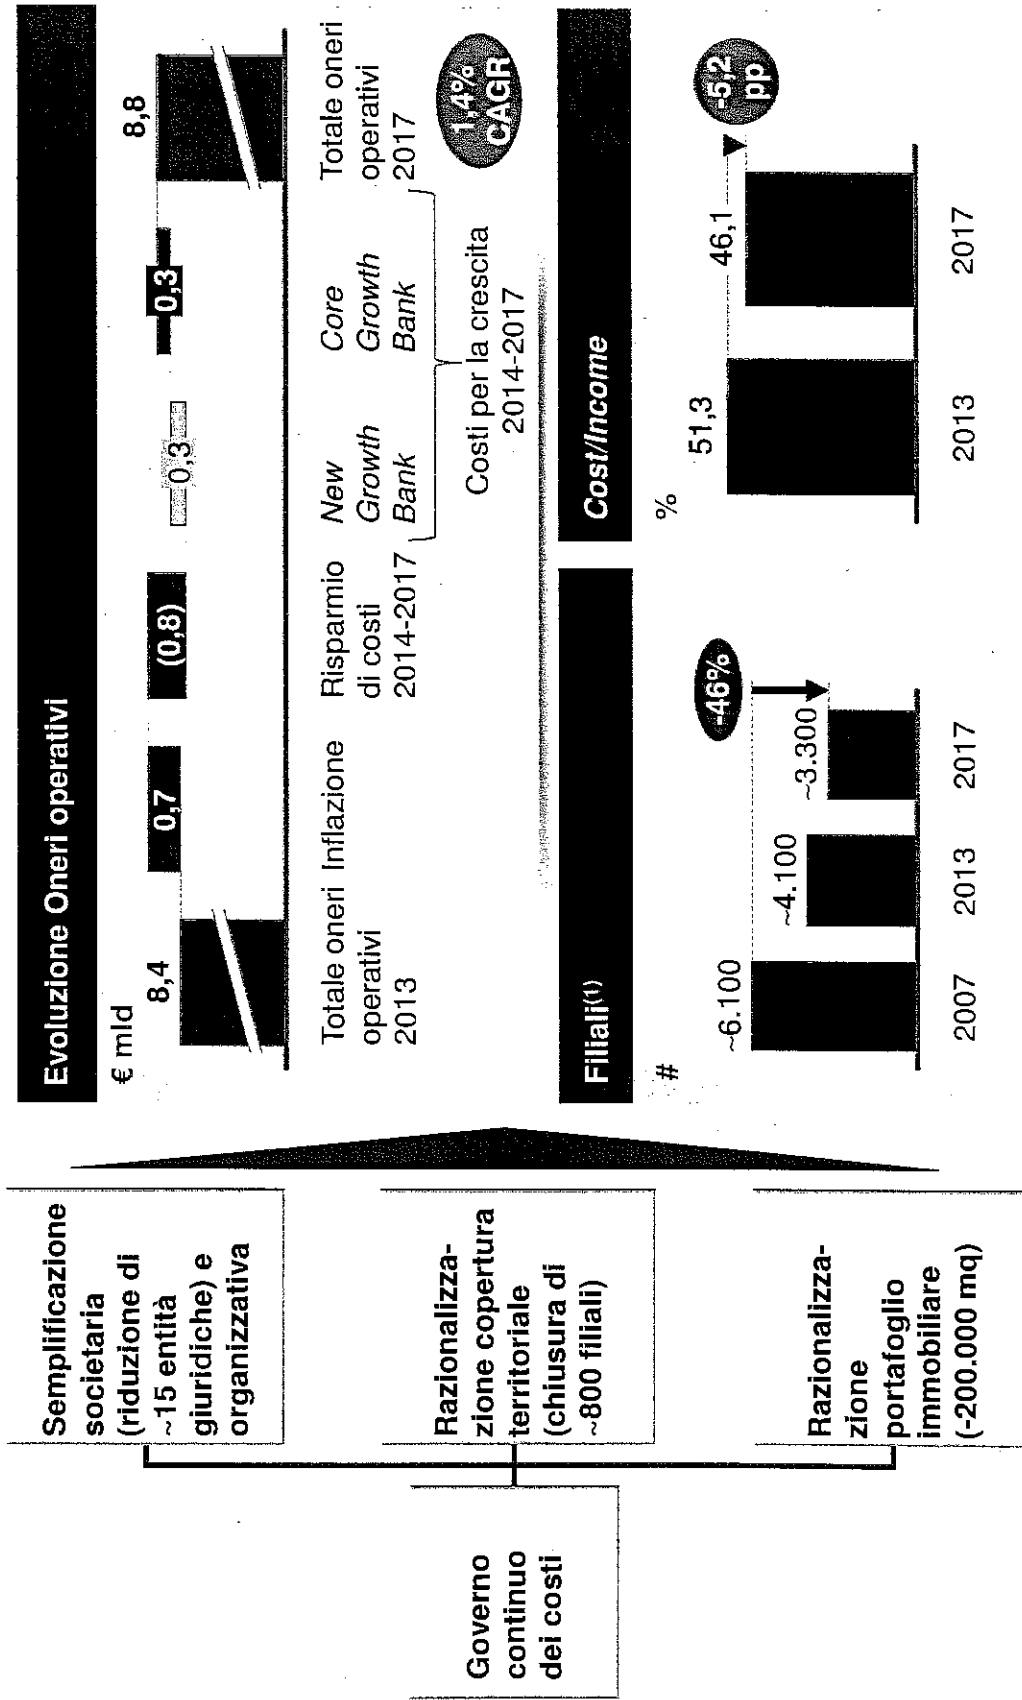 Governo
continuo
dei costi
Semplificazione
societaria
(riduzione di
~15 entità
giuridiche) e
organizzativa
Razionalizza-
zione copertura
territoriale
(chiusura di
~800 filiali)
Razionalizza-
zione
portafoglio
immobiliare
(-200.000 mq)
Evoluzione Oneri operativi
€ mld
8,4
0,7
(0,8)
0,3
0,3
8,8
Totale oneri
operativi
2013
Inflazione
Risparmio
di costi
2014-2017
New
Growth
Bank
Core
Growth
Bank
Totale oneri
operativi
2017
Costi per la crescita
2014-2017
1,4%
CAGR
Filiali(1)
#
~6.100
~4.100
~3.300
-46%
2007
2013
2017
Cost/Income
%
51,3
46,1
-5,2
pp
2013
2017